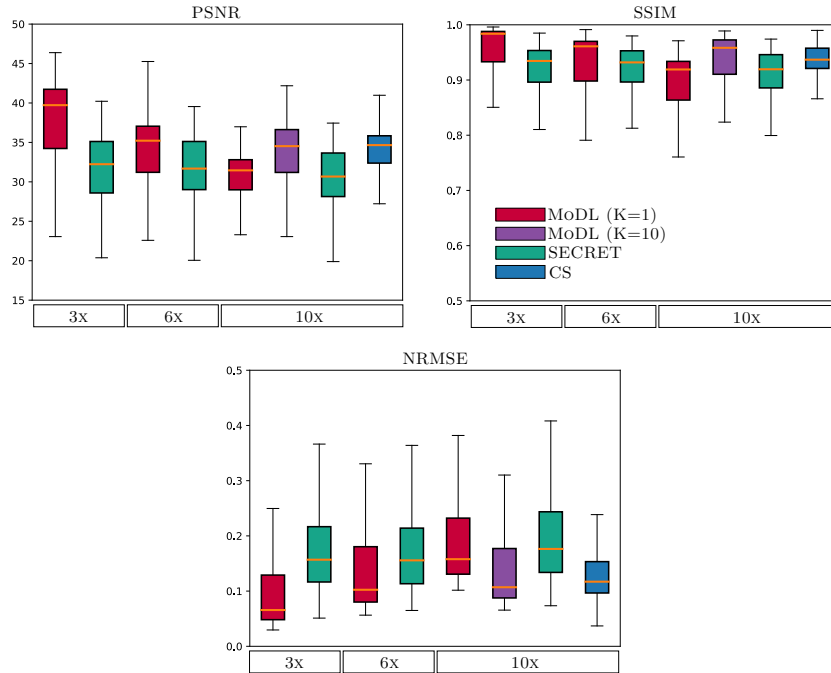 PSNR
50
45
40
35
30
25
20
15
3x 6x 10x
SSIM
1.0
0.9
0.8
0.7
0.6
0.5
MoDL (K=1)
MoDL (K=10)
SECRET
CS
3x 6x 10x
NRMSE
0.5
0.4
0.3
0.2
0.1
0.0
3x 6x 10x